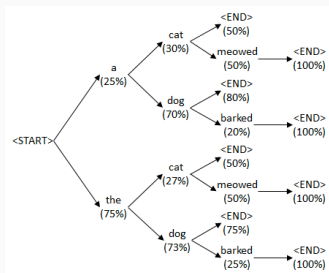 <END>
(50%)
cat
(30%)
meowed
(50%)
<END>
(100%)
a
(25%)
<END>
(80%)
dog
(70%)
barked
(20%)
<END>
(100%)
<START>
<END>
(50%)
cat
(27%)
meowed
(50%)
<END>
(100%)
the
(75%)
<END>
(75%)
dog
(73%)
barked
(25%)
<END>
(100%)